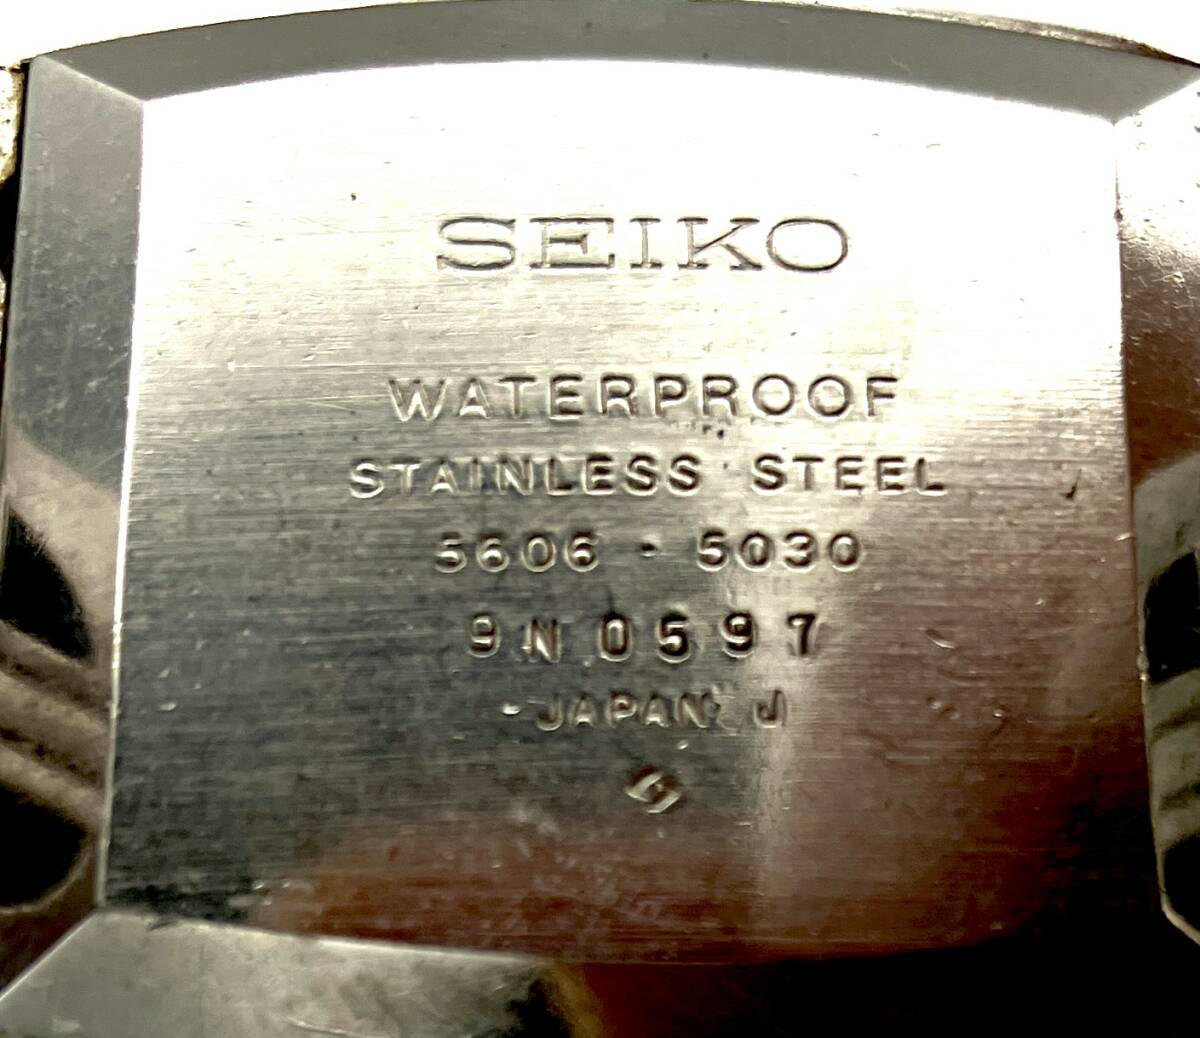 SEIKO
WATERPROOF
STAINLESS STEEL
5606 - 5030
9N0597
JAPAN J